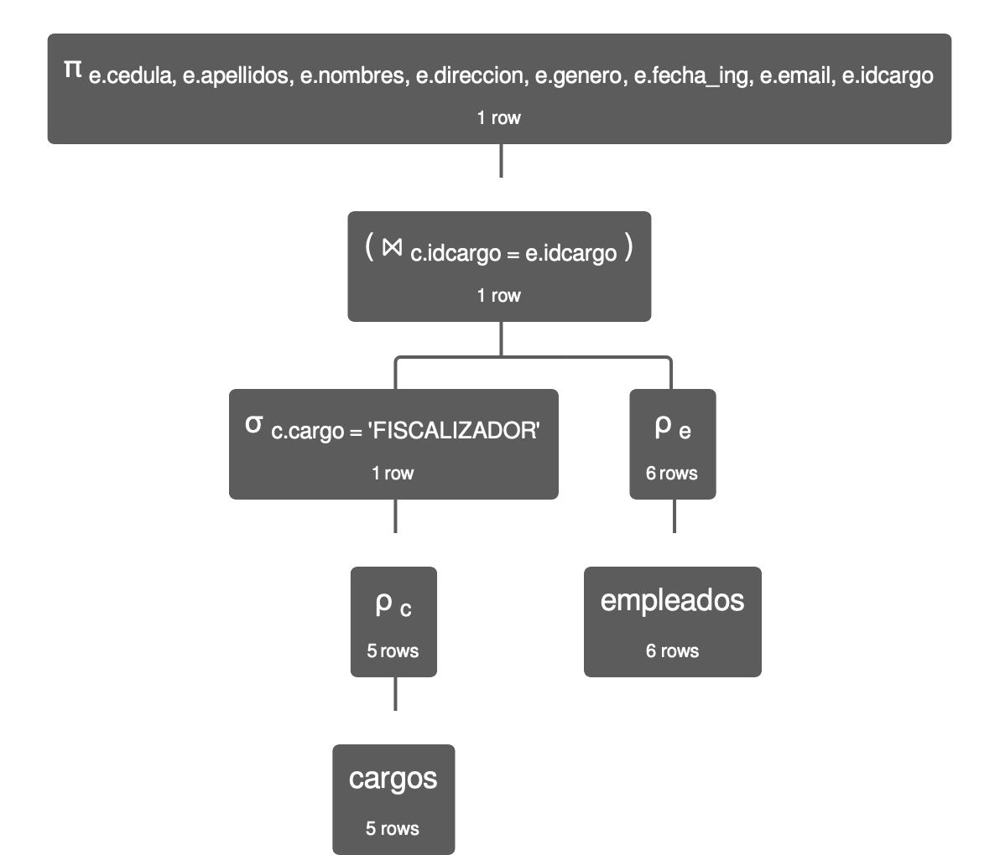 π e.cedula, e.apellidos, e.nombres, e.direccion, e.genero, e.fecha_ing, e.email, e.idcargo
1 row
( ⋈ c.idcargo = e.idcargo )
1 row
σ c.cargo = 'FISCALIZADOR'
1 row
ρ e
6 rows
ρ c
5 rows
empleados
6 rows
cargos
5 rows